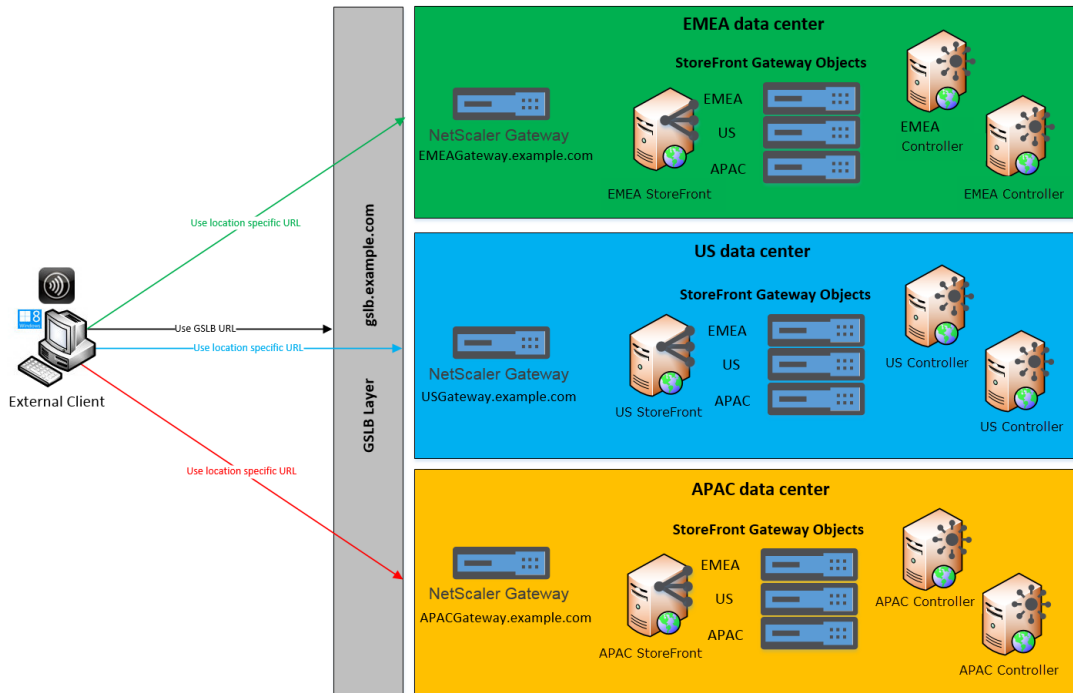 EMEA data center
StoreFront Gateway Objects
EMEA
US
APAC
NetScaler Gateway
EMEAGateway.example.com
EMEA StoreFront
EMEA
Controller
EMEA Controller
US data center
StoreFront Gateway Objects
EMEA
US
APAC
NetScaler Gateway
USGateway.example.com
US StoreFront
US Controller
US Controller
APAC data center
StoreFront Gateway Objects
EMEA
US
APAC
NetScaler Gateway
APACGateway.example.com
APAC StoreFront
APAC Controller
APAC Controller
GSLB Layer
gslb.example.com
Use location specific URL
Use GSLB URL
Use location specific URL
Use location specific URL
8
Windows
External Client